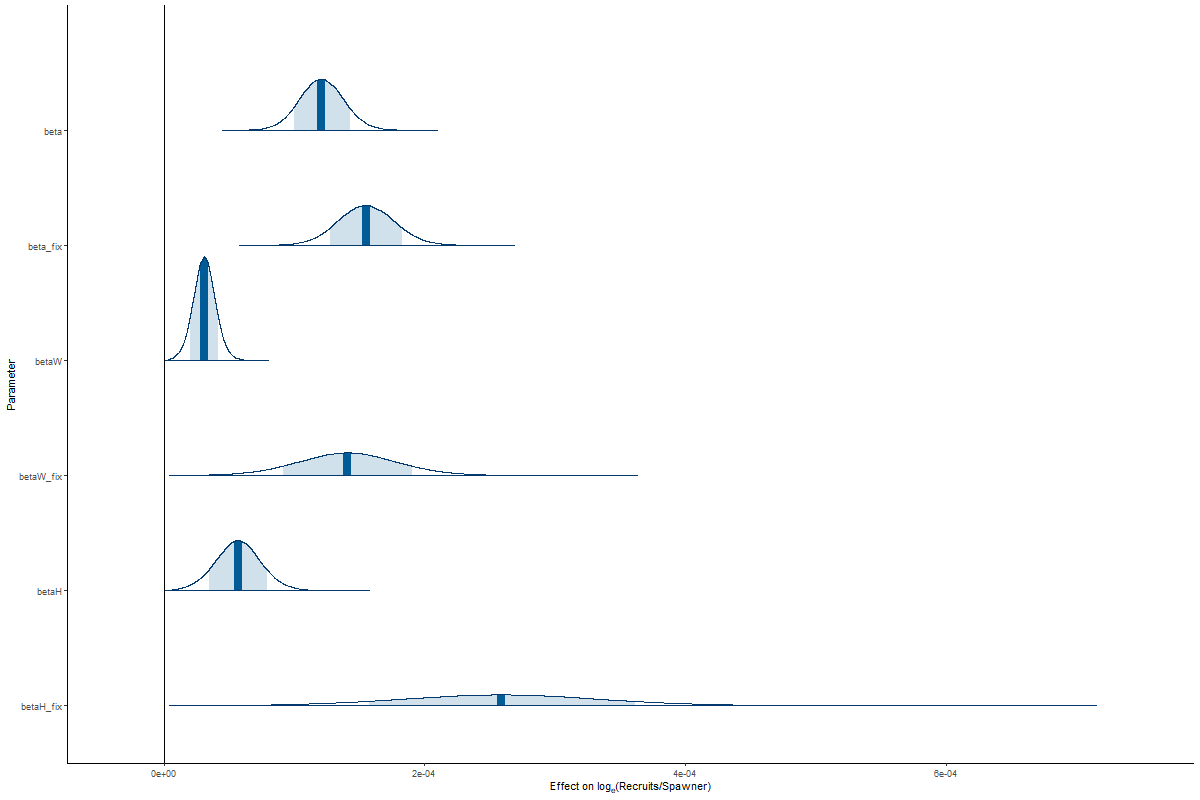 beta
beta_fix
betaW
betaW_fix
betaH
betaH_fix
Parameter
0e+00 2e-04 4e-04 6e-04
Effect on logₑ(Recruits/Spawner)